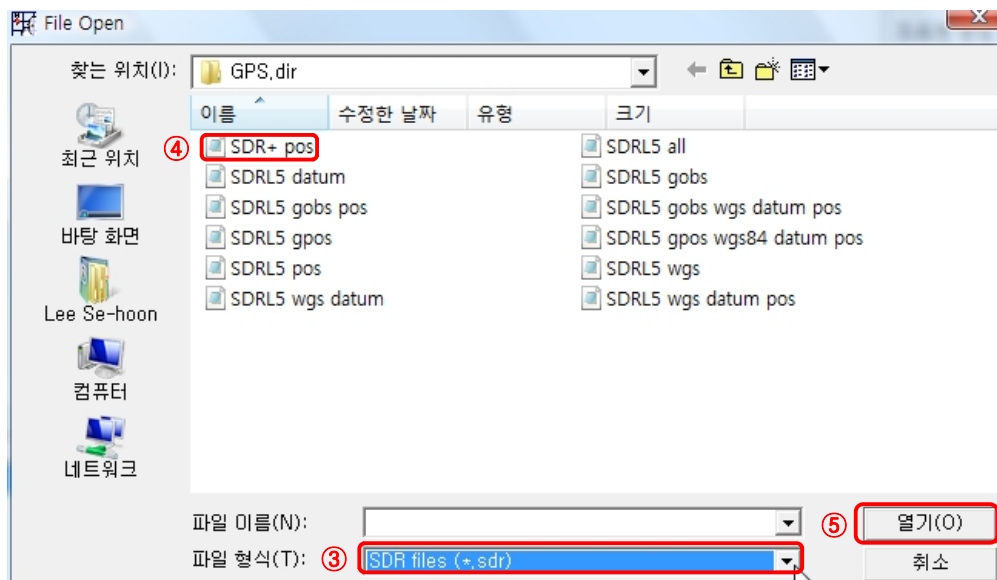 File Open
찾는 위치(I): GPS,dir
이름 수정한 날짜 유형 크기
④ SDR+ pos SDRL5 all
SDRL5 datum SDRL5 gobs
SDRL5 gobs pos SDRL5 gobs wgs datum pos
SDRL5 gpos SDRL5 gpos wgs84 datum pos
SDRL5 pos SDRL5 wgs
SDRL5 wgs datum SDRL5 wgs datum pos
최근 위치
바탕 화면
Lee Se-hoon
컴퓨터
네트워크
파일 이름(N): ⑤ 열기(O)
파일 형식(T): ③ SDR files (*,sdr) 취소